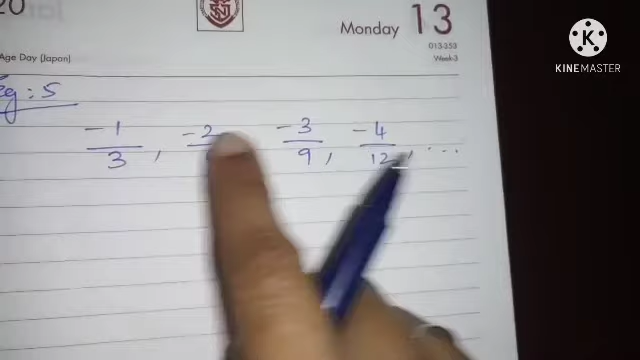 20
Monday 13
013-353
Week-3
Age Day (Japan)
KINEMASTER
Eg: 5
-1/3, -2/ -3/9, -4/12, ...